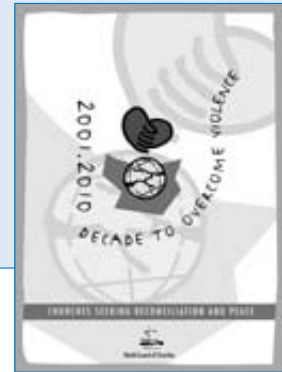 2001.2010
DECADE TO OVERCOME VIOLENCE
CHURCHES SEEKING RECONCILIATION AND PEACE
World Council of Churches